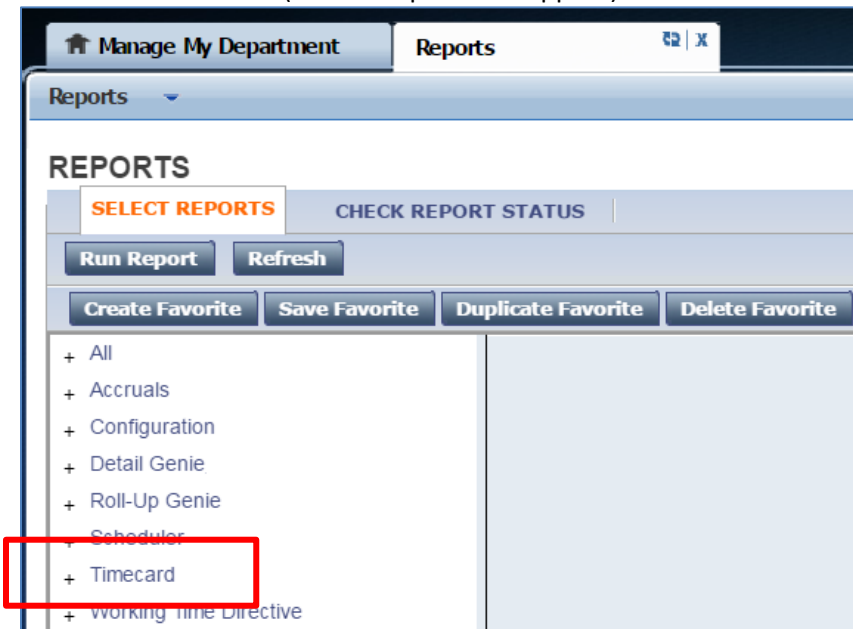 Manage My Department Reports X
Reports
REPORTS
SELECT REPORTS CHECK REPORT STATUS
Run Report Refresh
Create Favorite Save Favorite Duplicate Favorite Delete Favorite
+ All
+ Accruals
+ Configuration
+ Detail Genie
+ Roll-Up Genie
+ Scheduler
+ Timecard
+ Working Time Directive